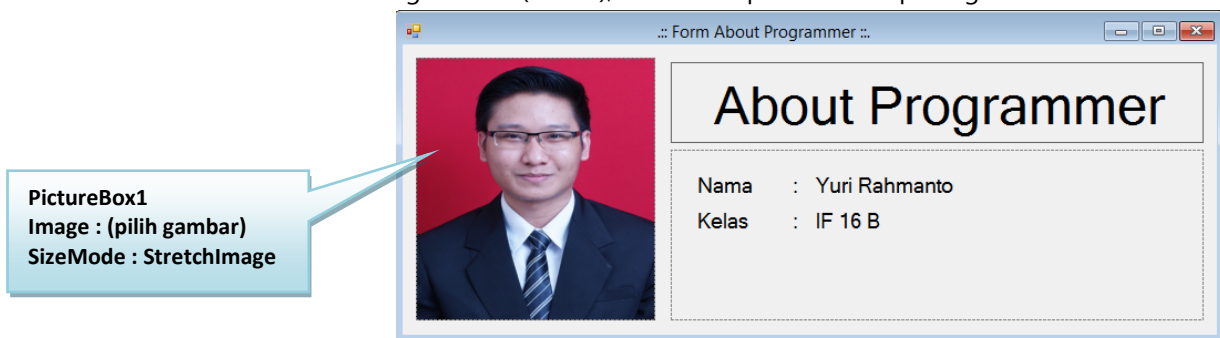 .:: Form About Programmer ::.
About Programmer
PictureBox1
Image : (pilih gambar)
SizeMode : StretchImage
Nama : Yuri Rahmanto
Kelas : IF 16 B